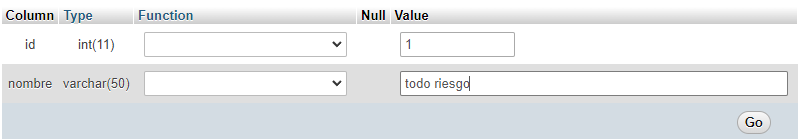 Column Type Function Null Value
id int(11) 1
nombre varchar(50) todo riesgo
Go